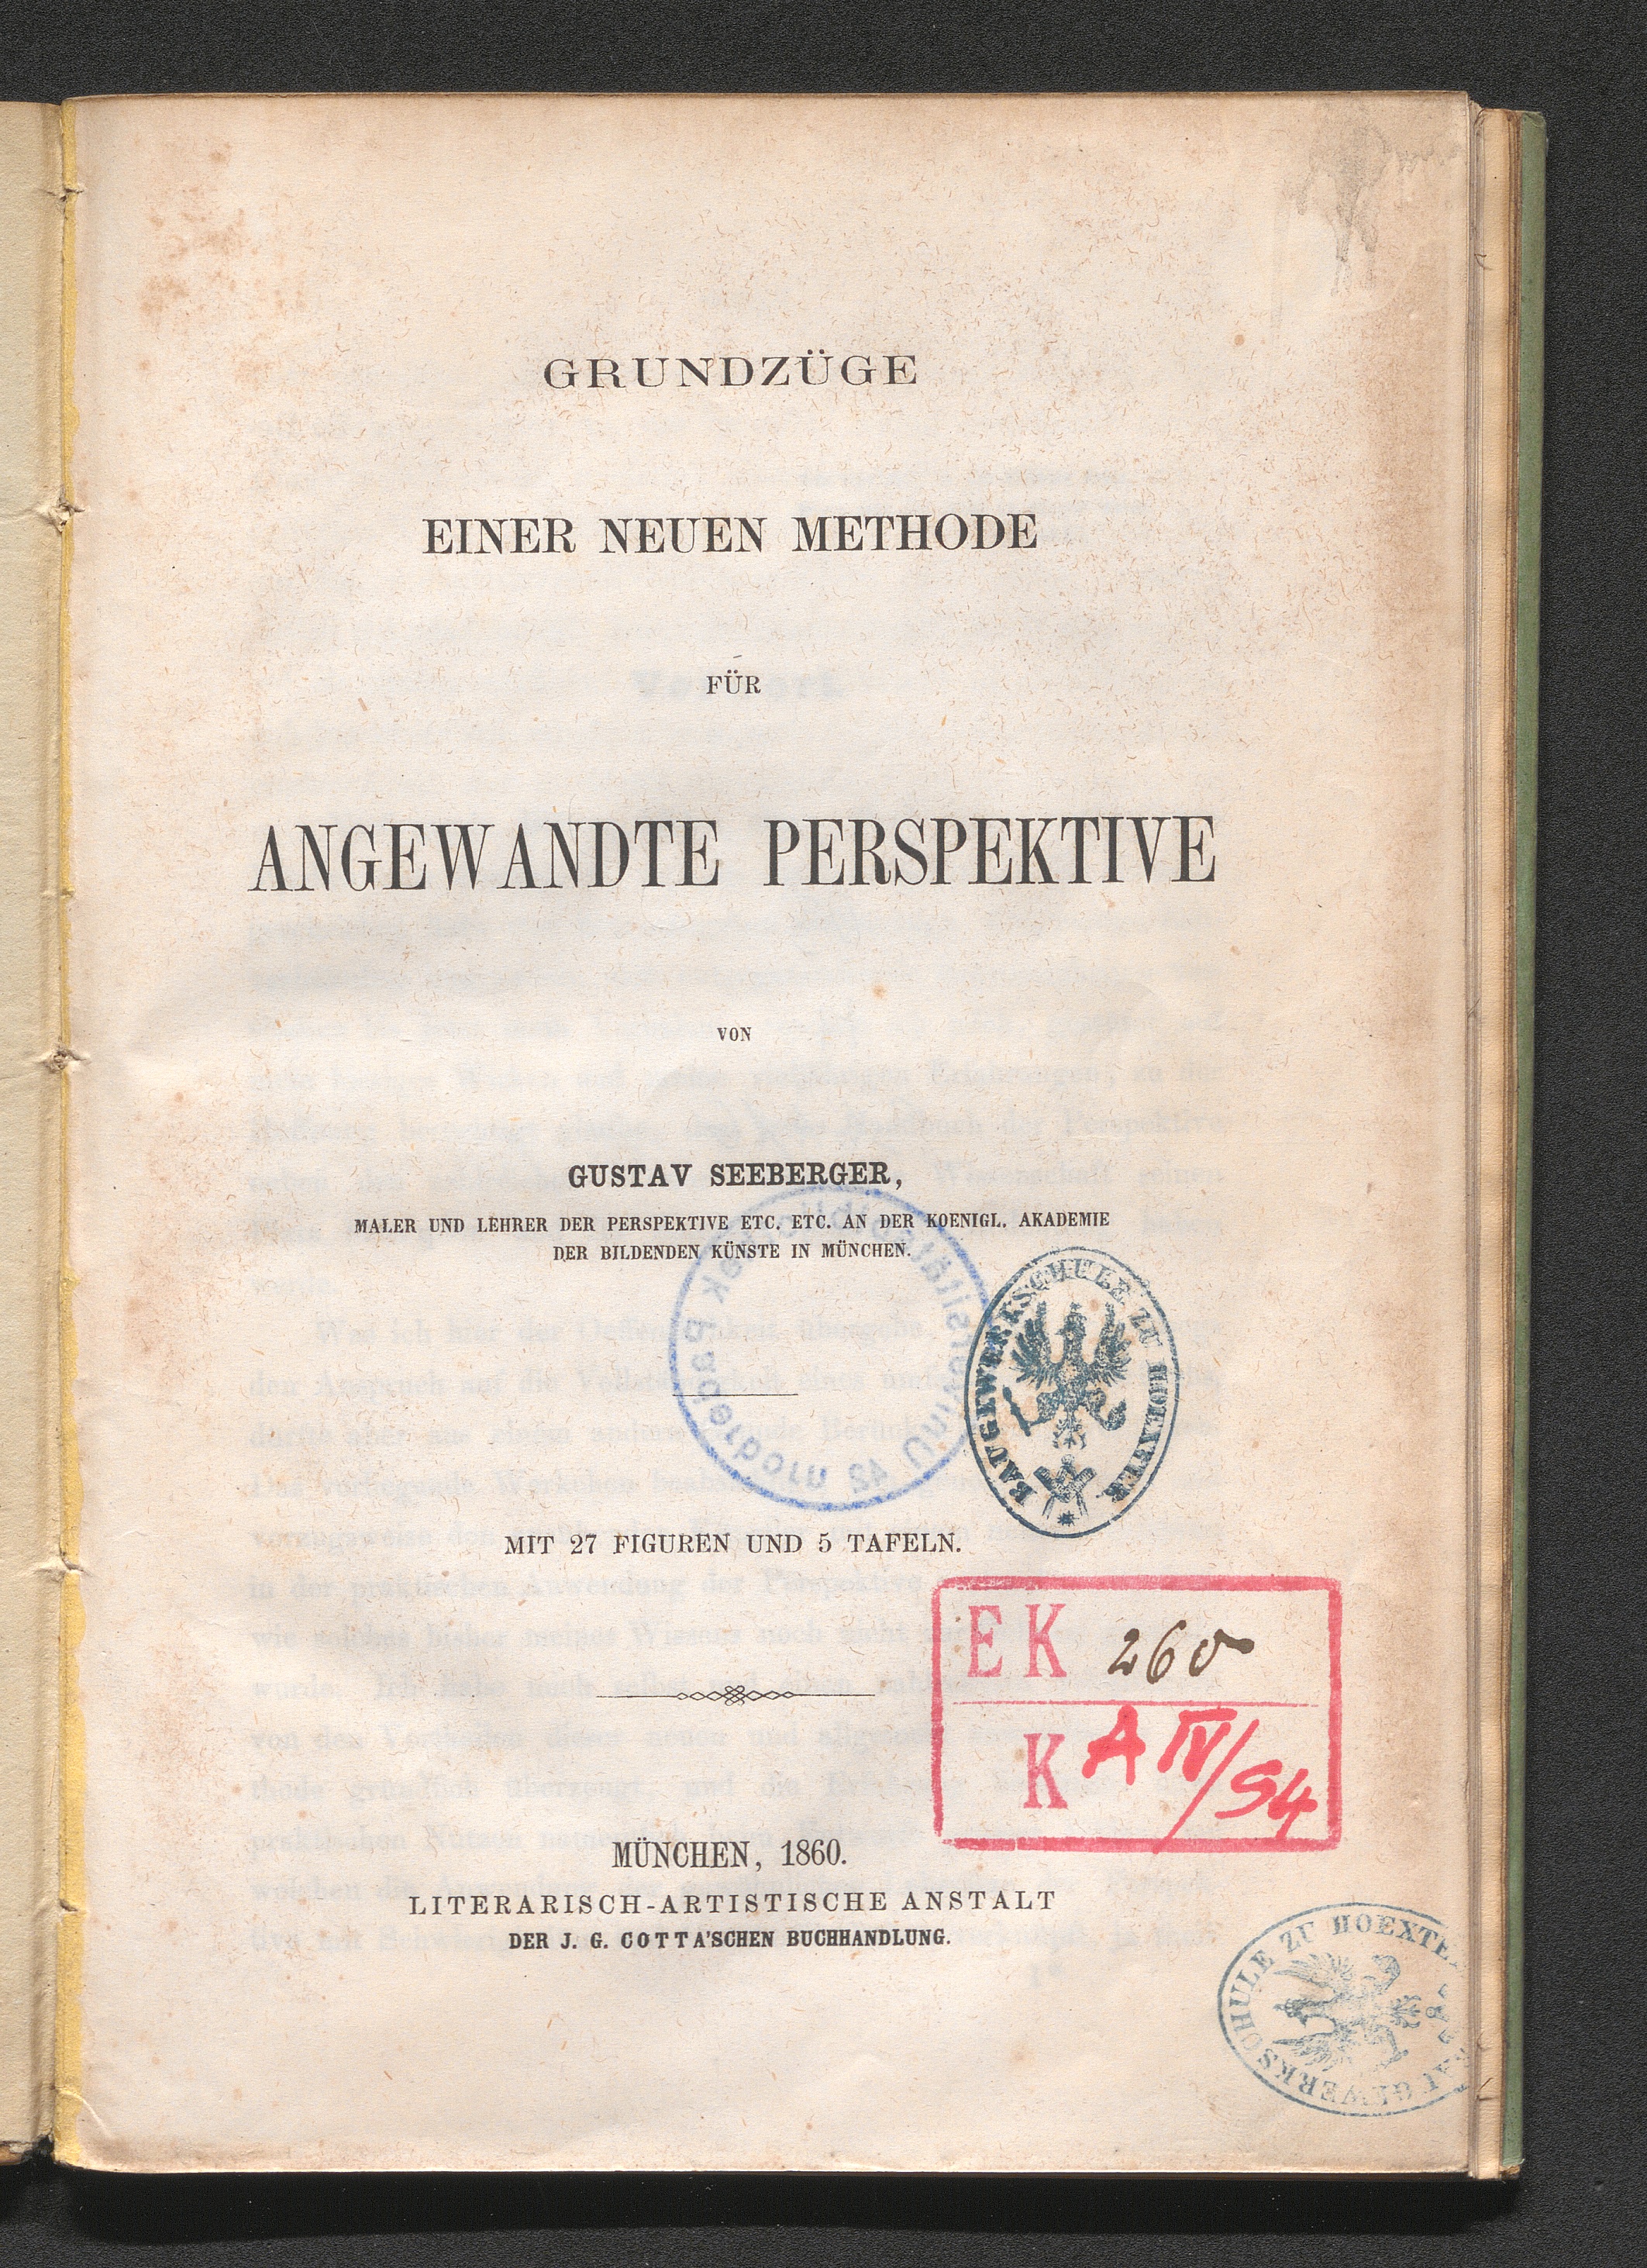 GRUNDZÜGE
EINER NEUEN METHODE
FÜR
ANGEWANDTE PERSPEKTIVE
VON
GUSTAV SEEBERGER,
MALER UND LEHRER DER PERSPEKTIVE ETC. ETC. AN DER KOENIGL. AKADEMIE
DER BILDENDEN KÜNSTE IN MÜNCHEN.
BAUGEWERKSCHULE ZU HOEXTER
MIT 27 FIGUREN UND 5 TAFELN.
EK 260
K A IV/54
MÜNCHEN, 1860.
LITERARISCH-ARTISTISCHE ANSTALT
DER J. G. COTTA'SCHEN BUCHHANDLUNG.
BAUGEWERKSCHULE ZU HOEXTE